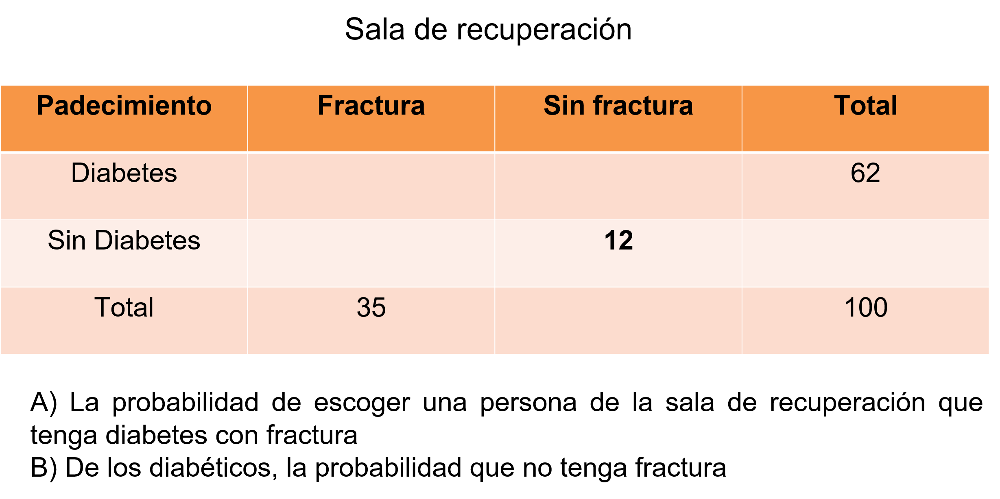 Sala de recuperación
Padecimiento Fractura Sin fractura Total
Diabetes 62
Sin Diabetes 12
Total 35 100
A) La probabilidad de escoger una persona de la sala de recuperación que
tenga diabetes con fractura
B) De los diabéticos, la probabilidad que no tenga fractura